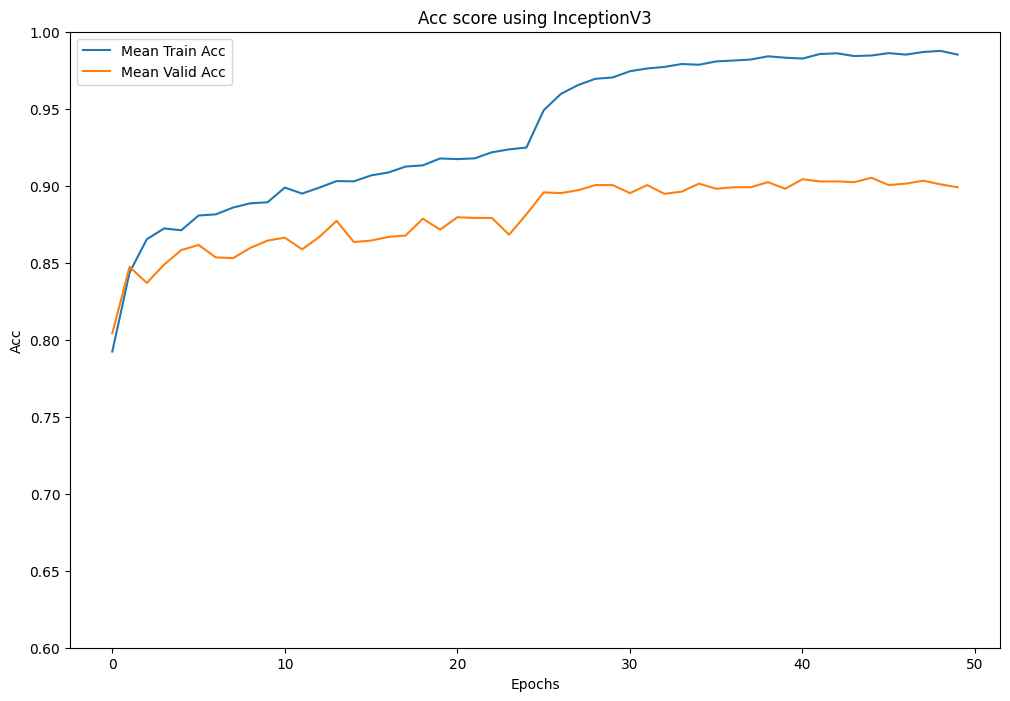 Acc score using InceptionV3
Mean Train Acc
Mean Valid Acc
1.00
0.95
0.90
0.85
0.80
0.75
0.70
0.65
0.60
Acc
0 10 20 30 40 50
Epochs